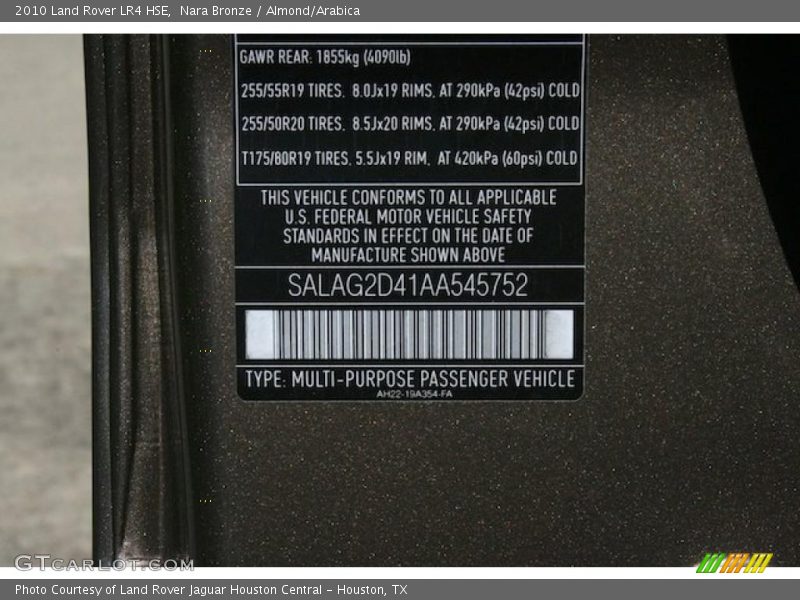 2010 Land Rover LR4 HSE,  Nara Bronze / Almond/Arabica
GAWR REAR: 1855kg (4090lb)
255/55R19 TIRES. 8.0Jx19 RIMS. AT 290kPa (42psi) COLD
255/50R20 TIRES. 8.5Jx20 RIMS. AT 290kPa (42psi) COLD
T175/80R19 TIRES. 5.5Jx19 RIM. AT 420kPa (60psi) COLD
THIS VEHICLE CONFORMS TO ALL APPLICABLE
U.S. FEDERAL MOTOR VEHICLE SAFETY
STANDARDS IN EFFECT ON THE DATE OF
MANUFACTURE SHOWN ABOVE
SALAG2D41AA545752
TYPE: MULTI-PURPOSE PASSENGER VEHICLE
AH22-19A354-FA
GTCARLOT.COM
Photo Courtesy of Land Rover Jaguar Houston Central – Houston, TX